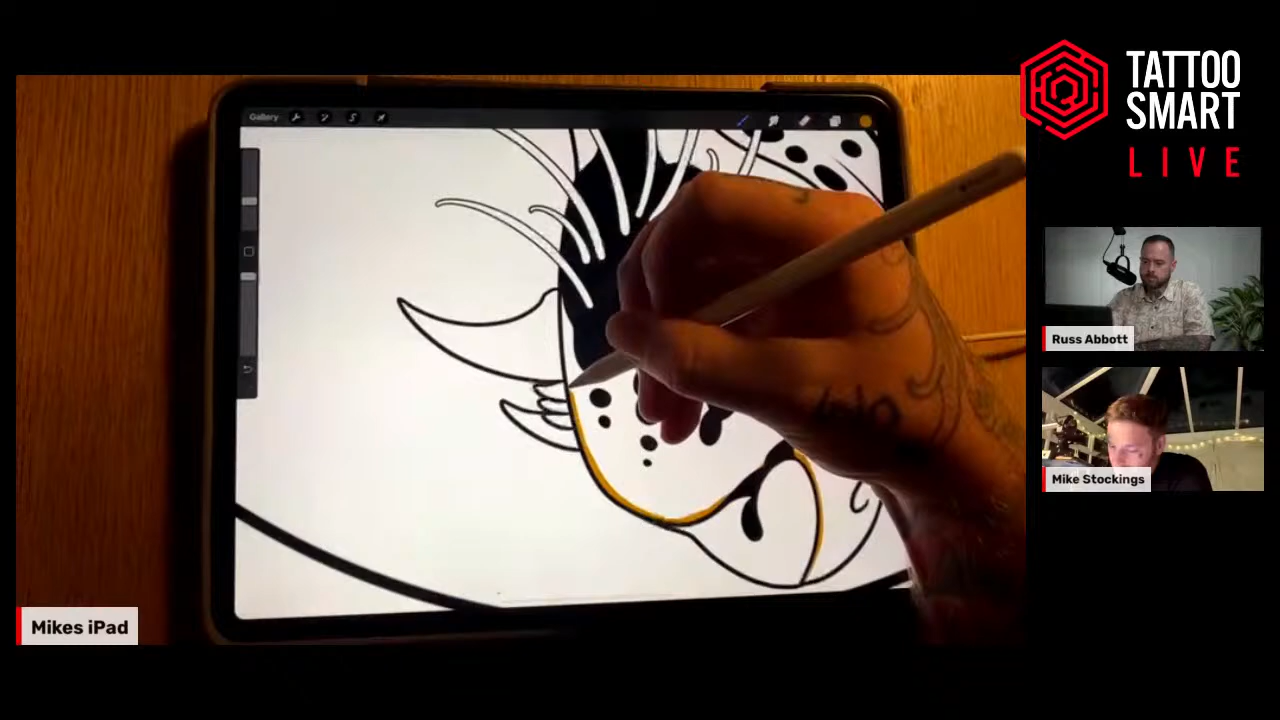 TATTOO
SMART
LIVE
Gallery
Russ Abbott
Mike Stockings
Mikes iPad